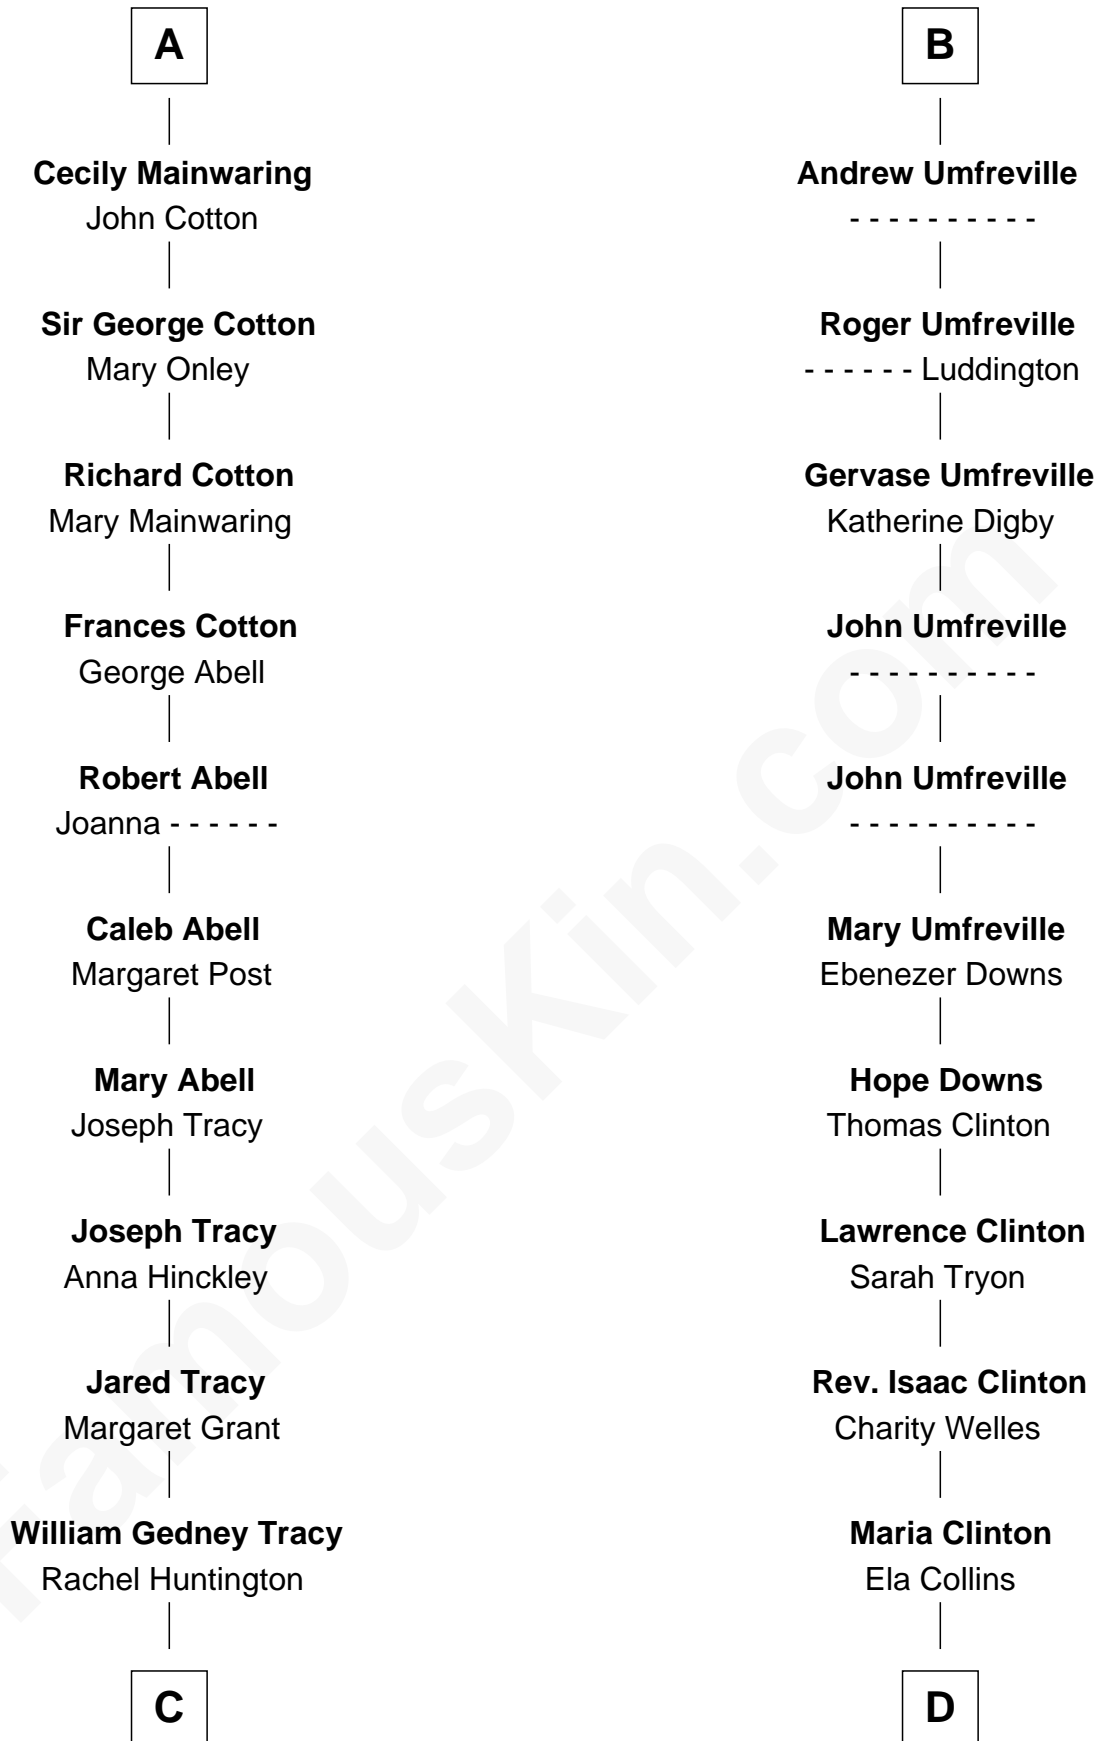 A
Cecily Mainwaring
John Cotton
Sir George Cotton
Mary Onley
Richard Cotton
Mary Mainwaring
Frances Cotton
George Abell
Robert Abell
Joanna - - - - - -
Caleb Abell
Margaret Post
Mary Abell
Joseph Tracy
Joseph Tracy
Anna Hinckley
Jared Tracy
Margaret Grant
William Gedney Tracy
Rachel Huntington
C
B
Andrew Umfreville
- - - - - - - - - -
Roger Umfreville
- - - - - - Luddington
Gervase Umfreville
Katherine Digby
John Umfreville
- - - - - - - - - -
John Umfreville
- - - - - - - - - -
Mary Umfreville
Ebenezer Downs
Hope Downs
Thomas Clinton
Lawrence Clinton
Sarah Tryon
Rev. Isaac Clinton
Charity Welles
Maria Clinton
Ela Collins
D
FamousKin.com